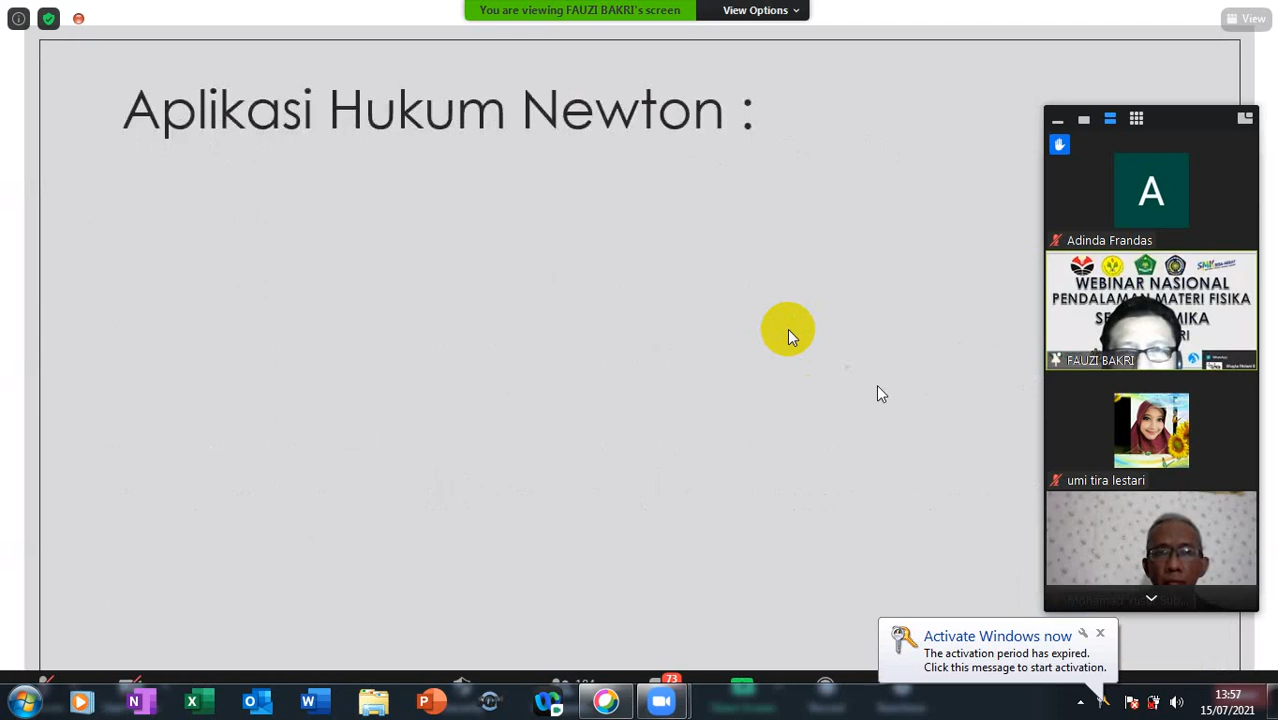 You are viewing FAUZI BAKRI's screen
View Options
View
Aplikasi Hukum Newton :
A
Adinda Frandas
WEBINAR NASIONAL
PENDALAMAN MATERI FISIKA
FAUZI BAKRI
umi tira lestari
Activate Windows now
The activation period has expired.
Click this message to start activation.
73
13:57
15/07/2021